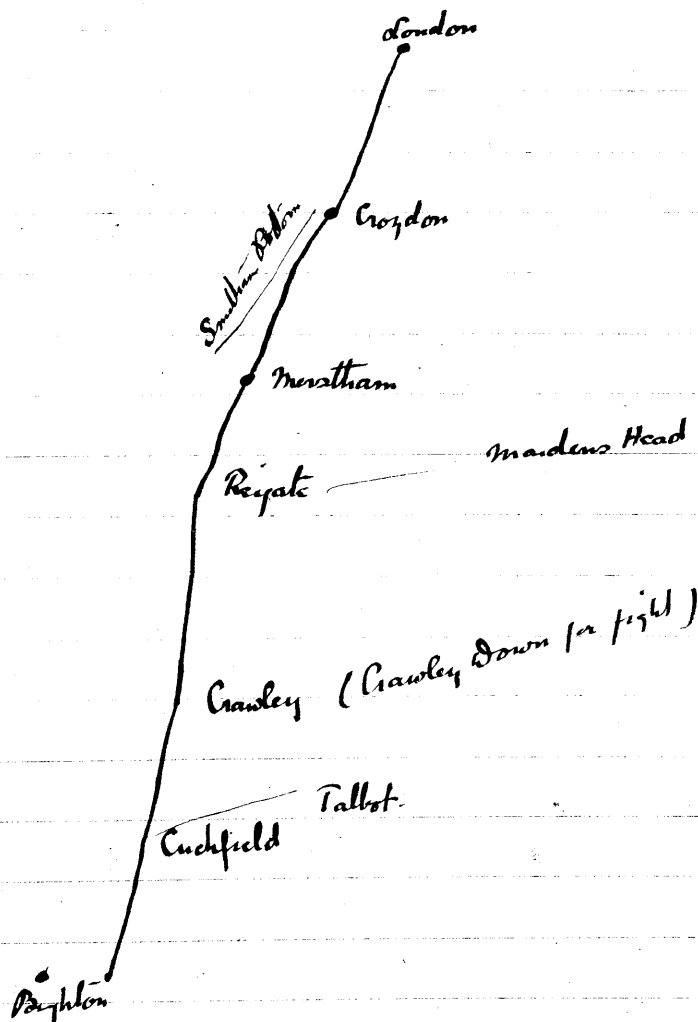 London
Croydon
Smitham Bottom
Merstham
Maidens Head
Reigate
Crawley (Crawley Down for fight)
Talbot.
Cuckfield
Brighton